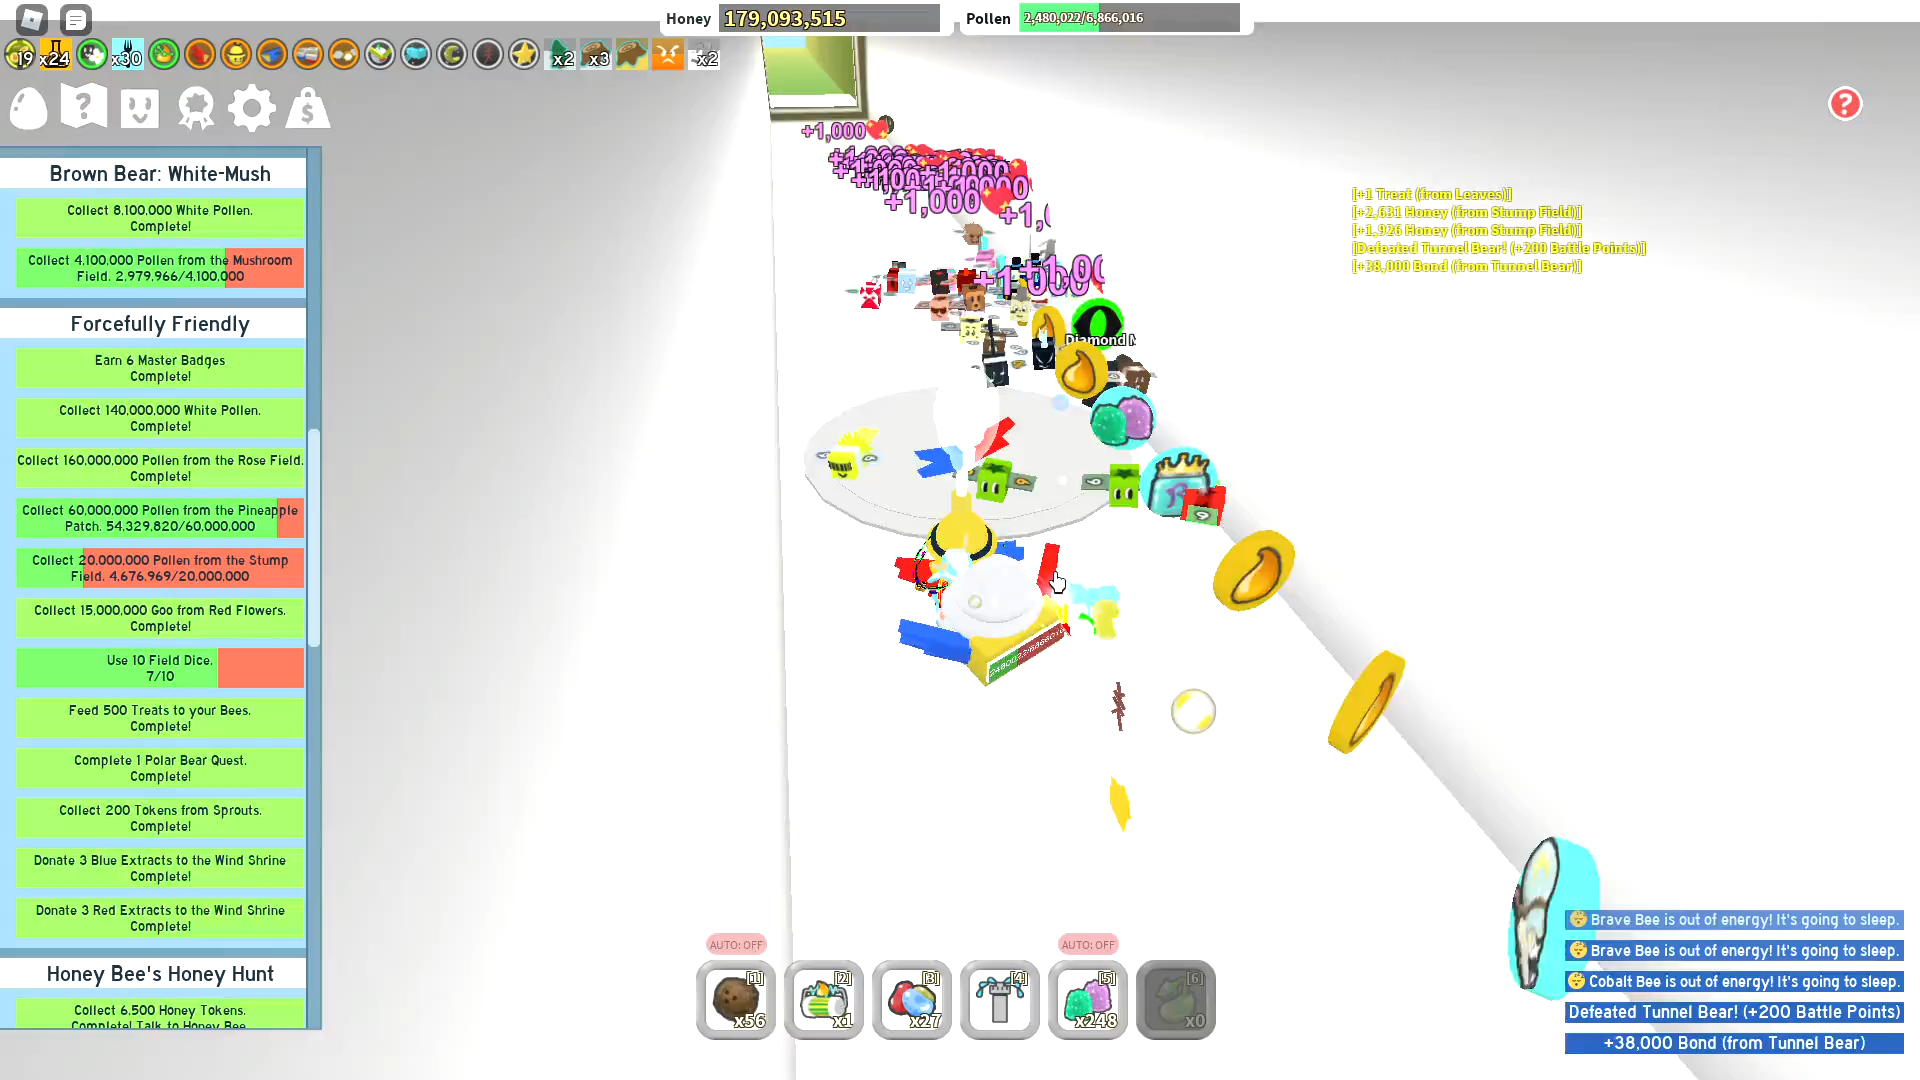 Honey 179,093,515
Pollen 2,480,022/6,866,016
19 x24 x30 x2 x3 x2
Brown Bear: White-Mush
Collect 8,100,000 White Pollen.
Complete!
Collect 4,100,000 Pollen from the Mushroom
Field. 2,979,966/4,100,000
Forcefully Friendly
Earn 6 Master Badges
Complete!
Collect 140,000,000 White Pollen.
Complete!
Collect 160,000,000 Pollen from the Rose Field.
Complete!
Collect 60,000,000 Pollen from the Pineapple
Patch. 54,329,820/60,000,000
Collect 20,000,000 Pollen from the Stump
Field. 4,676,969/20,000,000
Collect 15,000,000 Goo from Red Flowers.
Complete!
Use 10 Field Dice.
7/10
Feed 500 Treats to your Bees.
Complete!
Complete 1 Polar Bear Quest.
Complete!
Collect 200 Tokens from Sprouts.
Complete!
Donate 3 Blue Extracts to the Wind Shrine
Complete!
Donate 3 Red Extracts to the Wind Shrine
Complete!
Honey Bee's Honey Hunt
Collect 6,500 Honey Tokens.
Complete! Talk to Honey Bee.
+1,000
+1,000
Diamond
[+1 Treat (from Leaves)]
[+2,631 Honey (from Stump Field)]
[+1,926 Honey (from Stump Field)]
[Defeated Tunnel Bear! (+200 Battle Points)]
[+38,000 Bond (from Tunnel Bear)]
AUTO: OFF
AUTO: OFF
[1] x56
[2] x1
[3] x27
[4]
[5] x248
[6] x0
Brave Bee is out of energy! It's going to sleep.
Brave Bee is out of energy! It's going to sleep.
Cobalt Bee is out of energy! It's going to sleep.
Defeated Tunnel Bear! (+200 Battle Points)
+38,000 Bond (from Tunnel Bear)